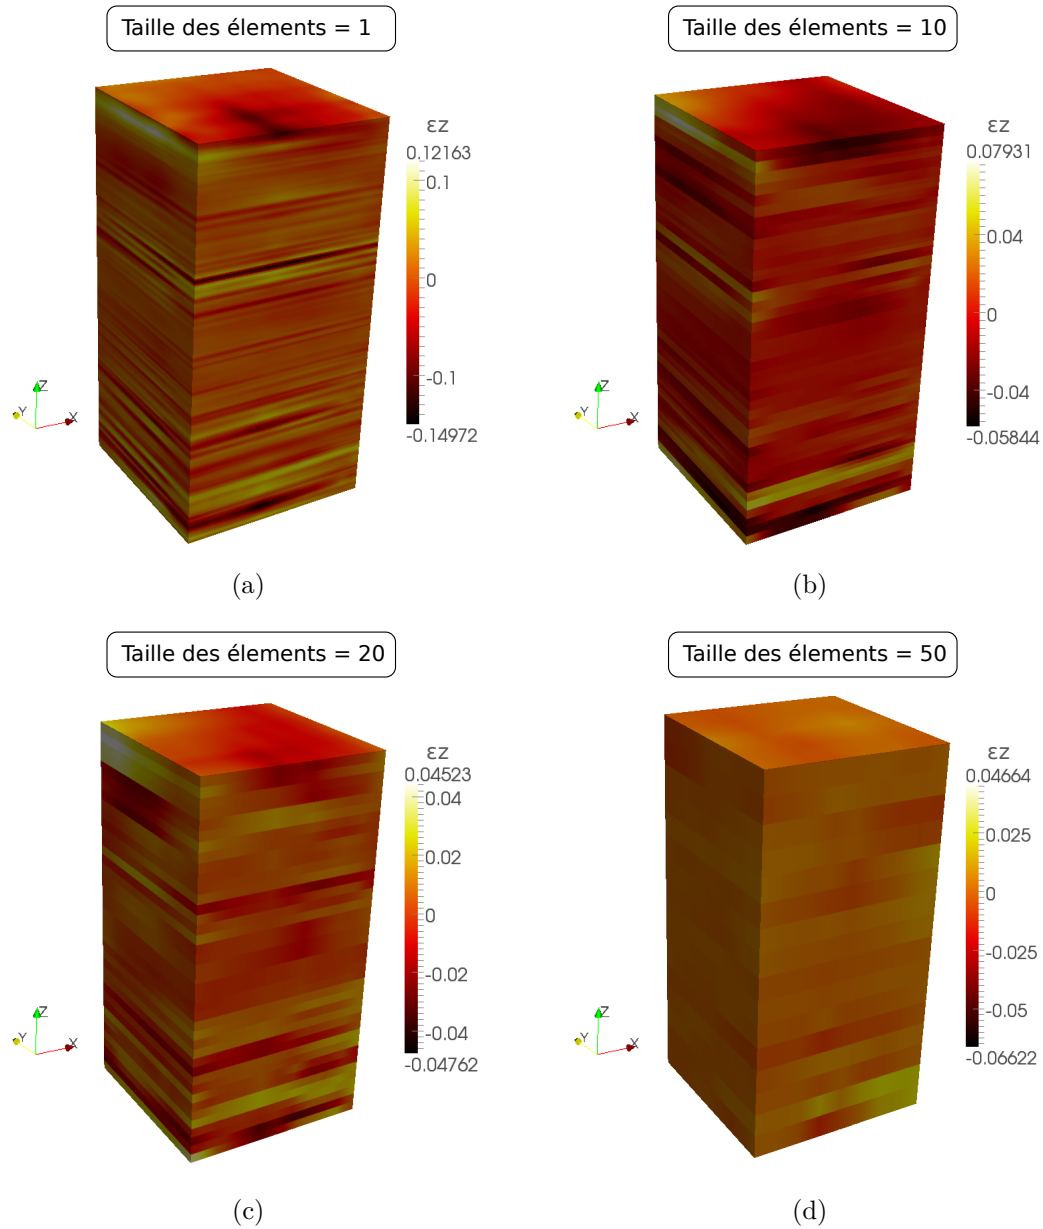 Taille des élements = 1
Taille des élements = 10
εz
0.12163
0.1
0
-0.1
-0.14972
Z
Y
X
εz
0.07931
0.04
0
-0.04
-0.05844
Z
Y
X
(a)
(b)
Taille des élements = 20
Taille des élements = 50
εz
0.04523
0.04
0.02
0
-0.02
-0.04
-0.04762
Z
Y
X
εz
0.04664
0.025
0
-0.025
-0.05
-0.06622
Z
Y
X
(c)
(d)